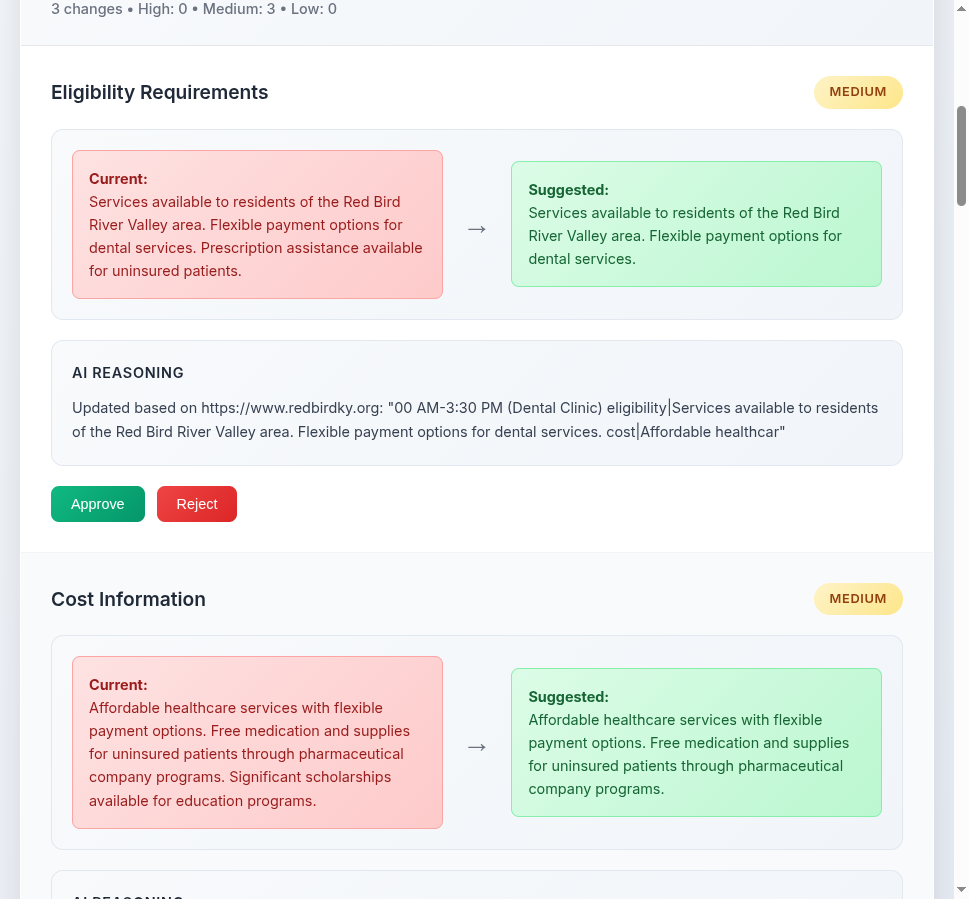 3 changes • High: 0 • Medium: 3 • Low: 0
Eligibility Requirements
MEDIUM
Current:
Services available to residents of the Red Bird
River Valley area. Flexible payment options for
dental services. Prescription assistance available
for uninsured patients.
→
Suggested:
Services available to residents of the Red Bird
River Valley area. Flexible payment options for
dental services.
AI REASONING
Updated based on https://www.redbirdky.org: "00 AM-3:30 PM (Dental Clinic) eligibility|Services available to residents
of the Red Bird River Valley area. Flexible payment options for dental services. cost|Affordable healthcar"
Approve
Reject
Cost Information
MEDIUM
Current:
Affordable healthcare services with flexible
payment options. Free medication and supplies
for uninsured patients through pharmaceutical
company programs. Significant scholarships
available for education programs.
→
Suggested:
Affordable healthcare services with flexible
payment options. Free medication and supplies
for uninsured patients through pharmaceutical
company programs.
AI REASONING